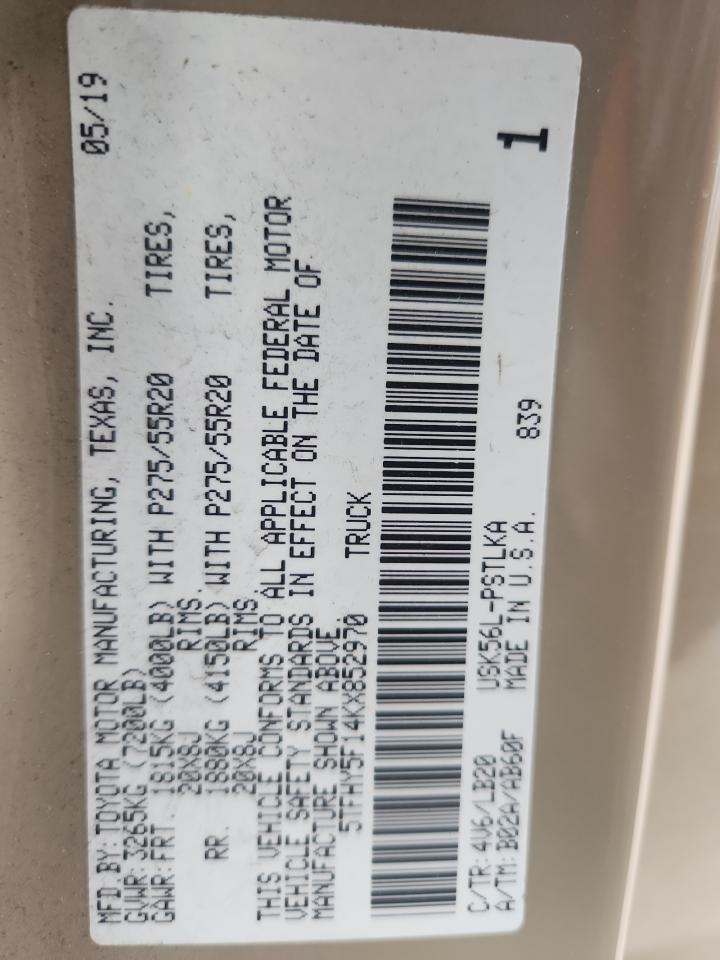 MFD.BY: TOYOTA MOTOR MANUFACTURING, TEXAS, INC. 05/19
GVWR: 3265KG (7200LB)
GAWR: FRT. 1815KG (4000LB) WITH P275/55R20 TIRES,
20X8J RIMS.
RR. 1880KG (4150LB) WITH P275/55R20 TIRES,
20X8J RIMS.
THIS VEHICLE CONFORMS TO ALL APPLICABLE FEDERAL MOTOR
VEHICLE SAFETY STANDARDS IN EFFECT ON THE DATE OF
MANUFACTURE SHOWN ABOVE
5TFHY5F14KX852970 TRUCK
C/TR: 4V6/LB20 USK56L-PSTLKA
A/TM: B02A/AB60F MADE IN U.S.A. 839
1